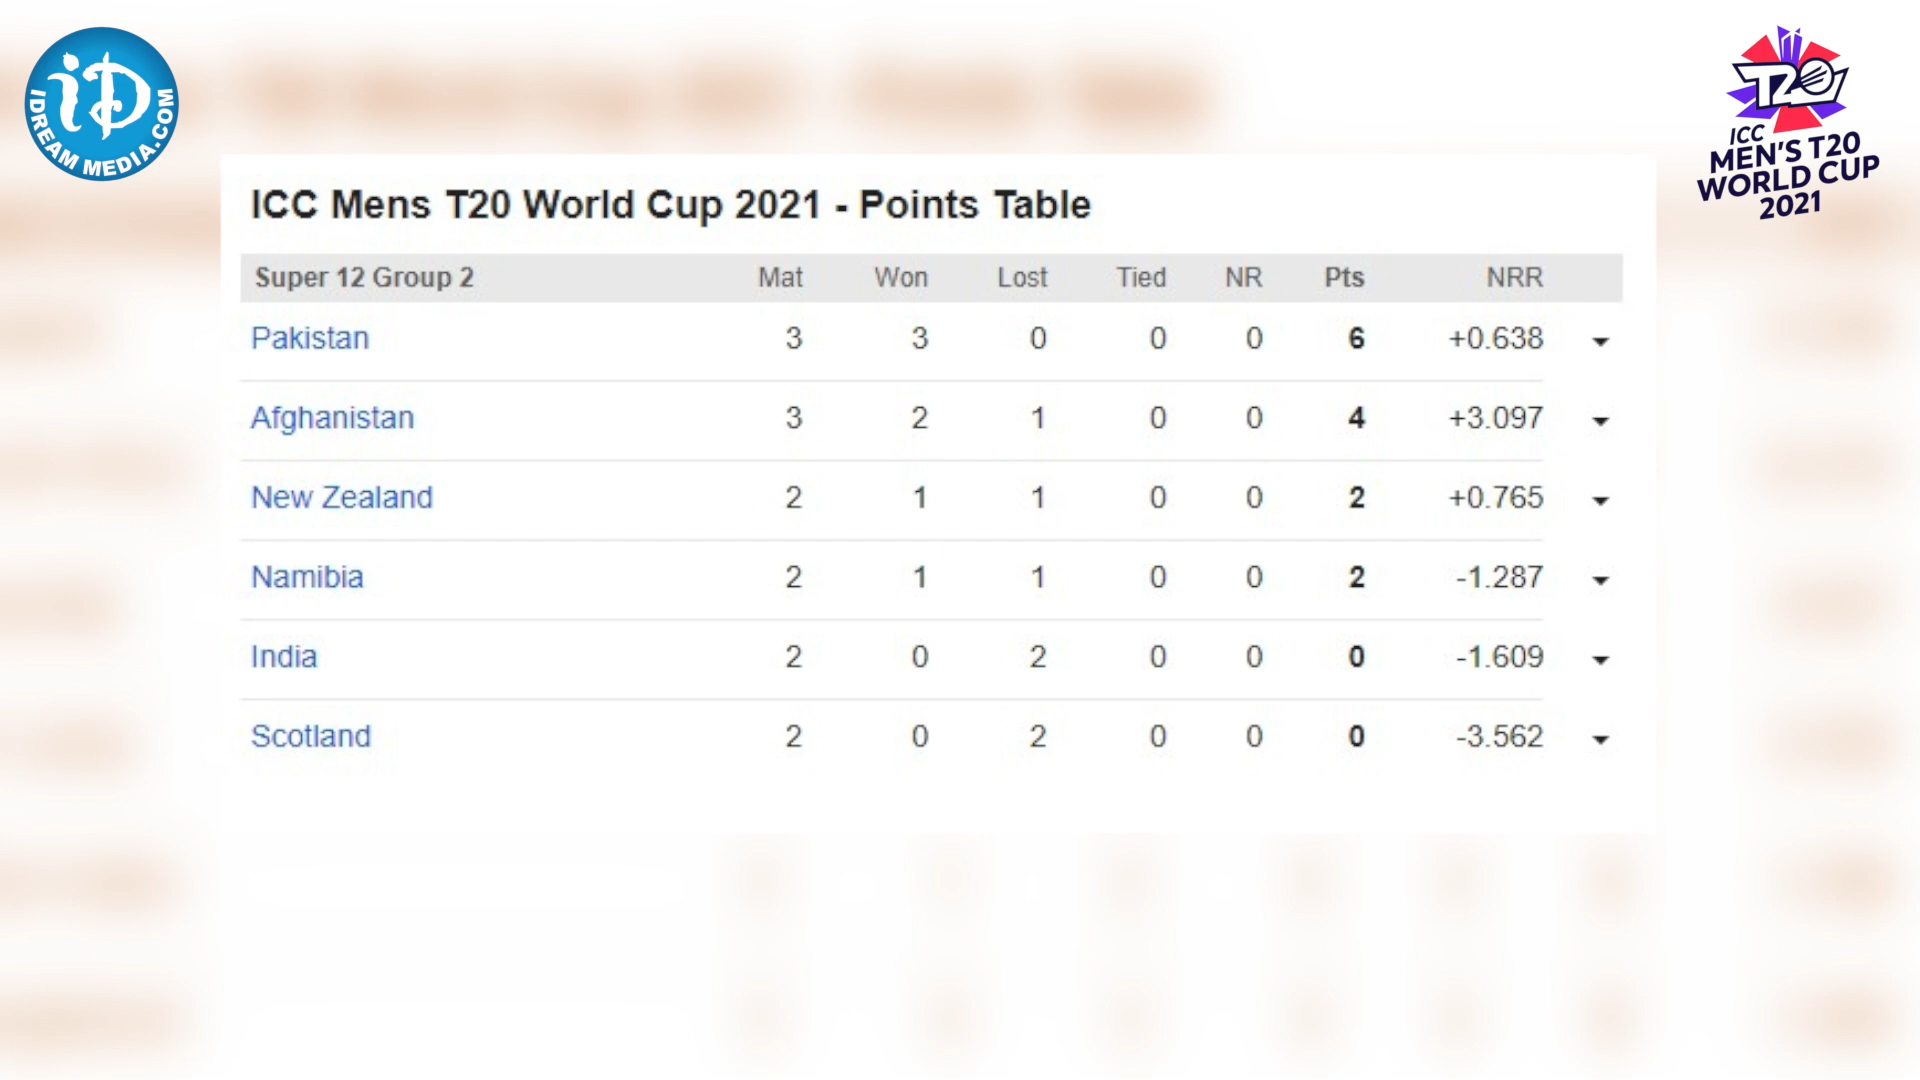 iD
IDREAM MEDIA.COM
T20
ICC
MEN'S T20
WORLD CUP
2021
ICC Mens T20 World Cup 2021 - Points Table
Super 12 Group 2 Mat Won Lost Tied NR Pts NRR
Pakistan 3 3 0 0 0 6 +0.638
Afghanistan 3 2 1 0 0 4 +3.097
New Zealand 2 1 1 0 0 2 +0.765
Namibia 2 1 1 0 0 2 -1.287
India 2 0 2 0 0 0 -1.609
Scotland 2 0 2 0 0 0 -3.562